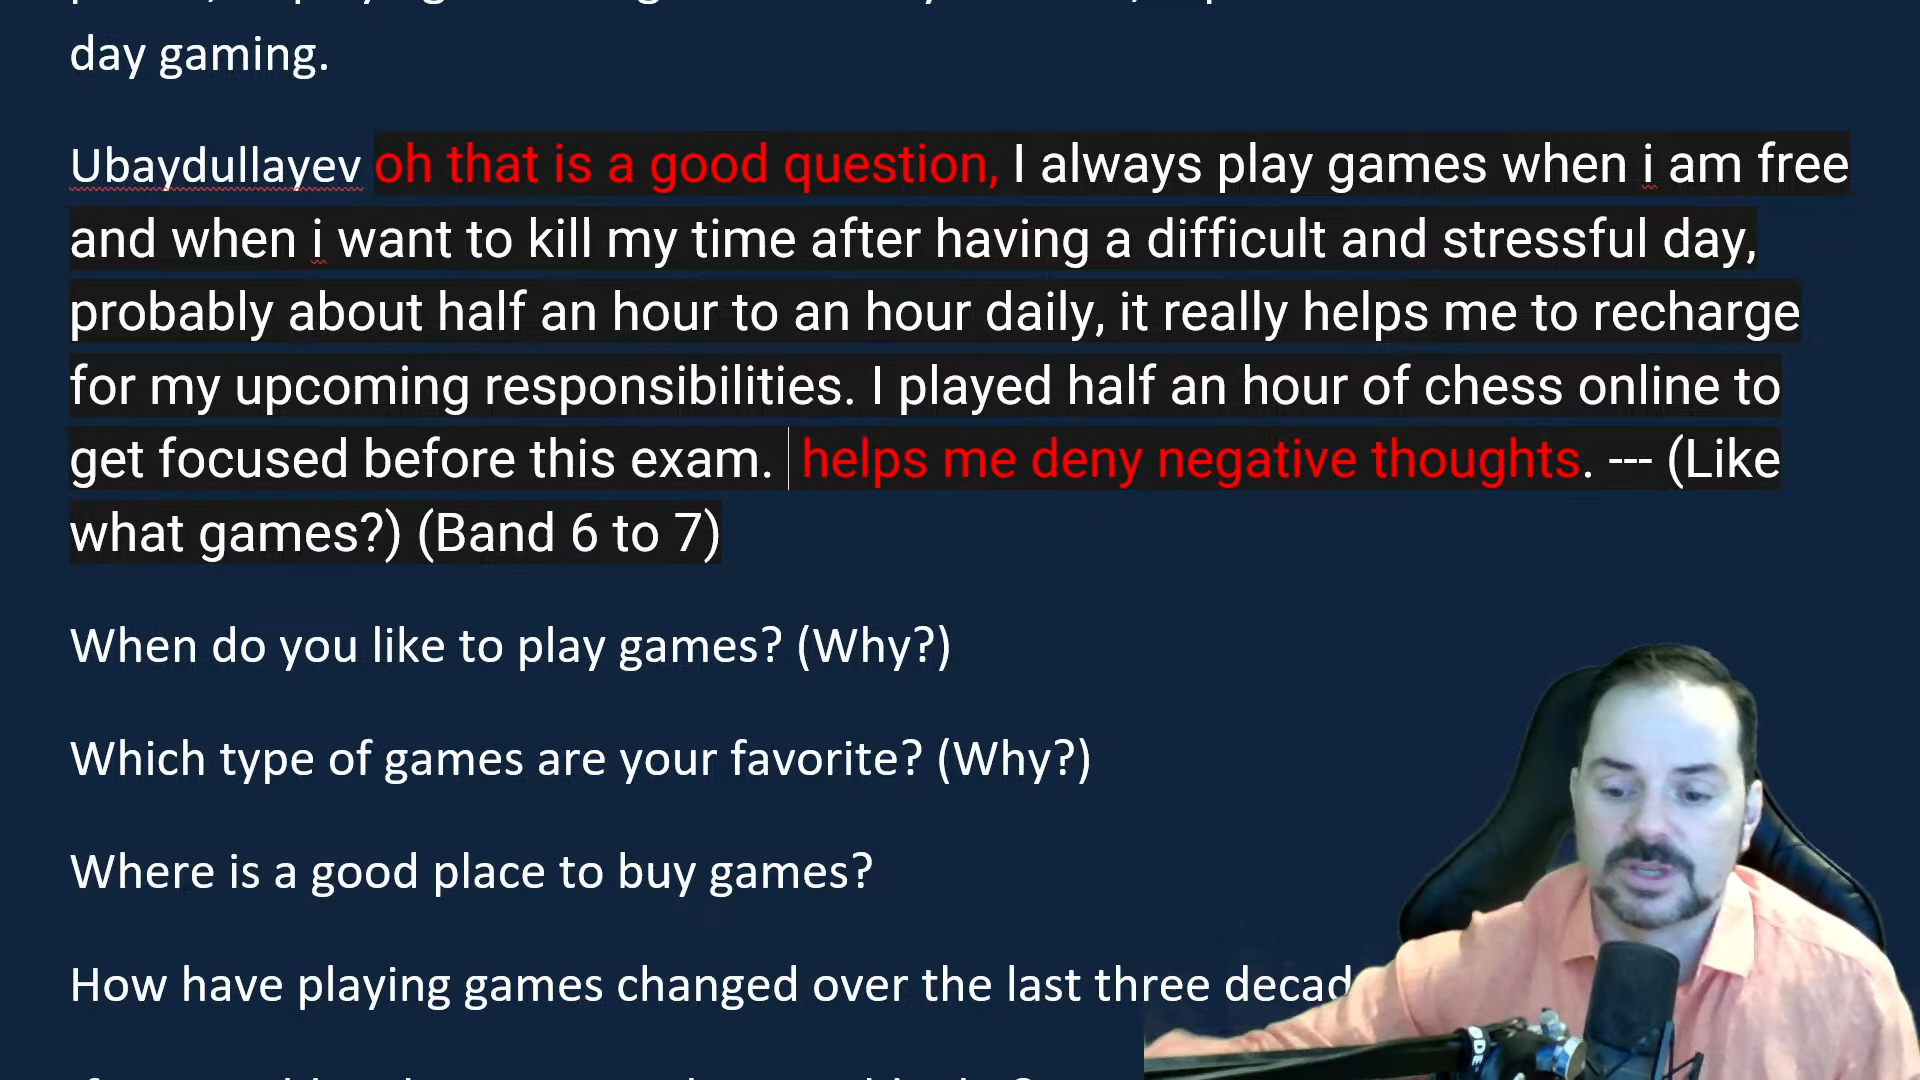 day gaming.
Ubaydullayev oh that is a good question, I always play games when i am free
and when i want to kill my time after having a difficult and stressful day,
probably about half an hour to an hour daily, it really helps me to recharge
for my upcoming responsibilities. I played half an hour of chess online to
get focused before this exam. helps me deny negative thoughts. --- (Like
what games?) (Band 6 to 7)
When do you like to play games? (Why?)
Which type of games are your favorite? (Why?)
Where is a good place to buy games?
How have playing games changed over the last three decad